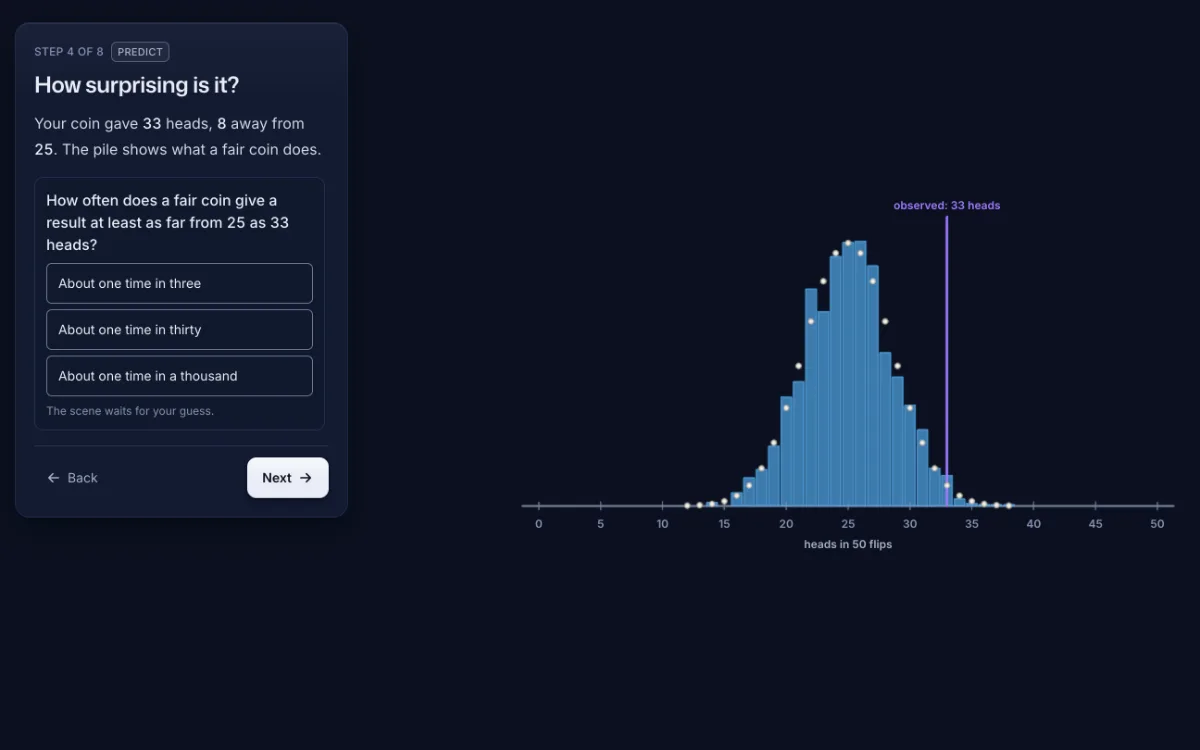 STEP 4 OF 8 PREDICT
How surprising is it?
Your coin gave 33 heads, 8 away from
25. The pile shows what a fair coin does.
How often does a fair coin give a
result at least as far from 25 as 33
heads?
About one time in three
About one time in thirty
About one time in a thousand
The scene waits for your guess.
← Back
Next →
observed: 33 heads
0 5 10 15 20 25 30 35 40 45 50
heads in 50 flips